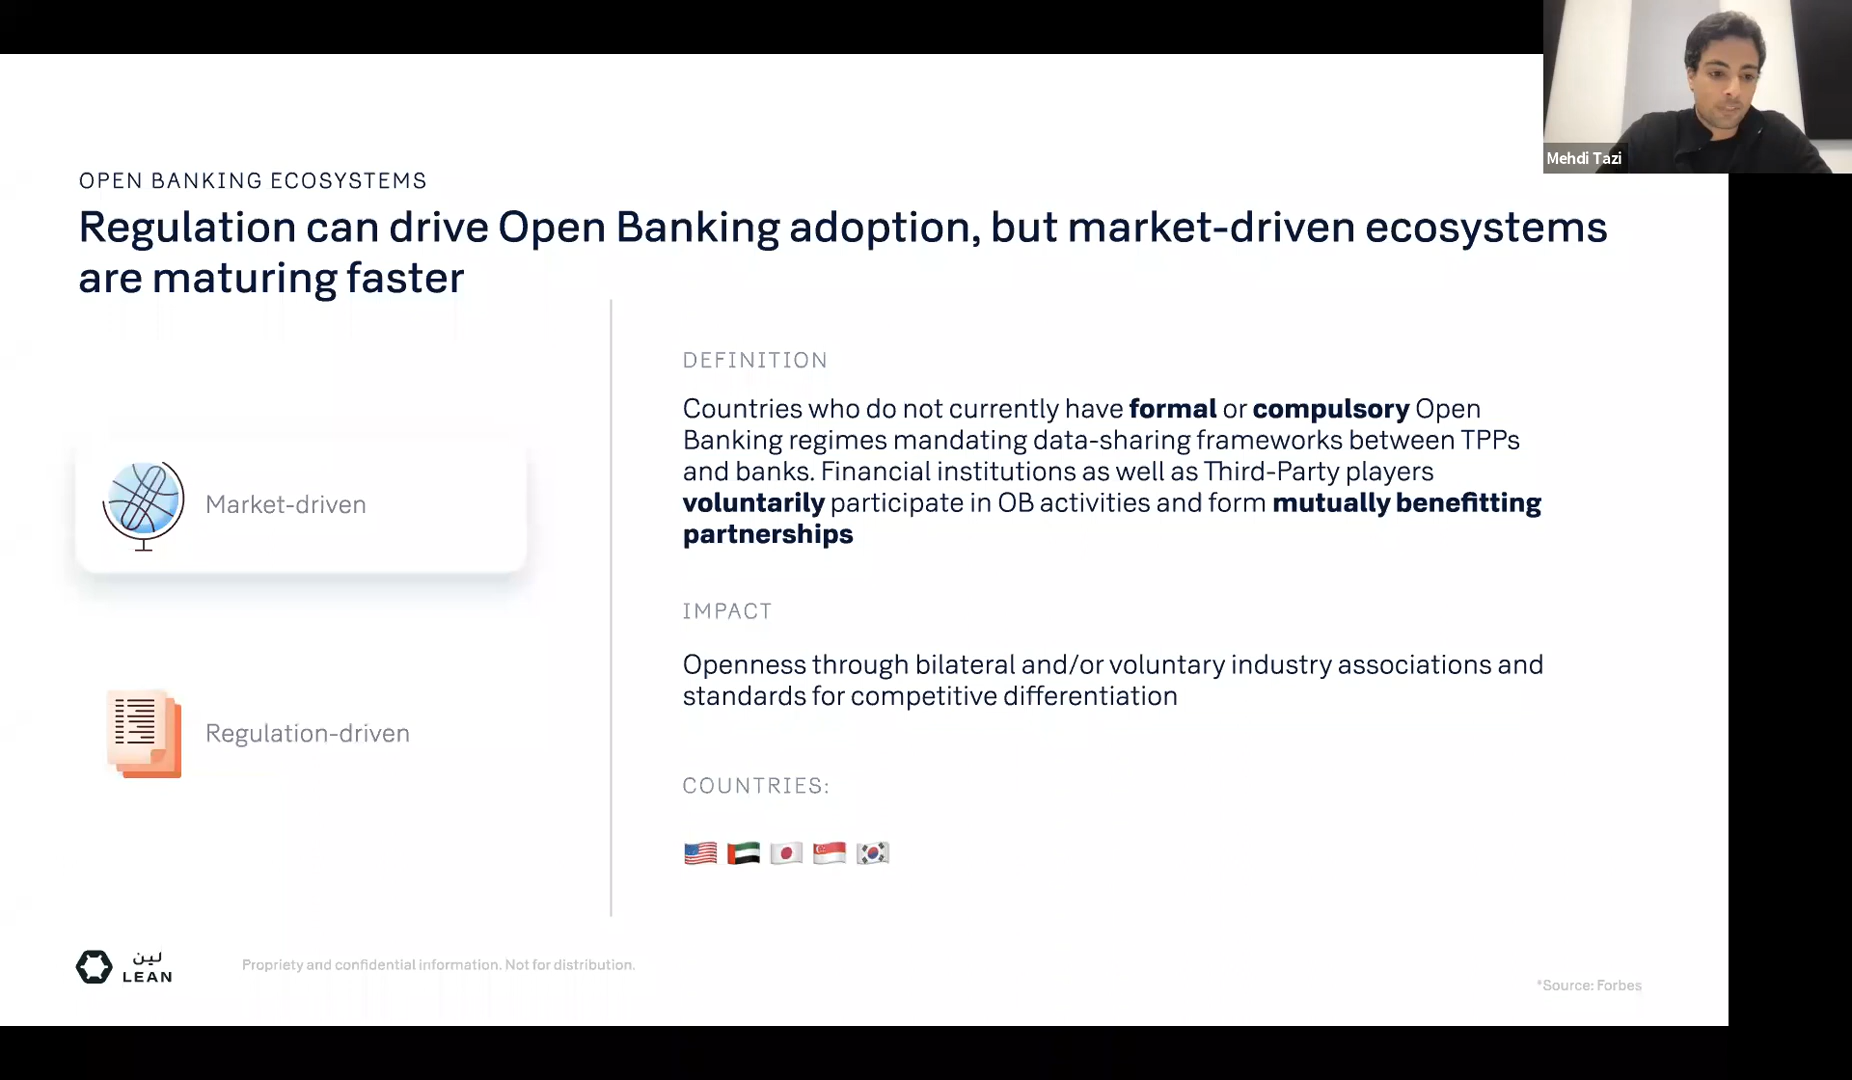 Mehdi Tazi
OPEN BANKING ECOSYSTEMS
Regulation can drive Open Banking adoption, but market-driven ecosystems
are maturing faster
Market-driven
Regulation-driven
DEFINITION
Countries who do not currently have formal or compulsory Open
Banking regimes mandating data-sharing frameworks between TPPs
and banks. Financial institutions as well as Third-Party players
voluntarily participate in OB activities and form mutually benefitting
partnerships
IMPACT
Openness through bilateral and/or voluntary industry associations and
standards for competitive differentiation
COUNTRIES:
لين
LEAN
Propriety and confidential information. Not for distribution.
*Source: Forbes